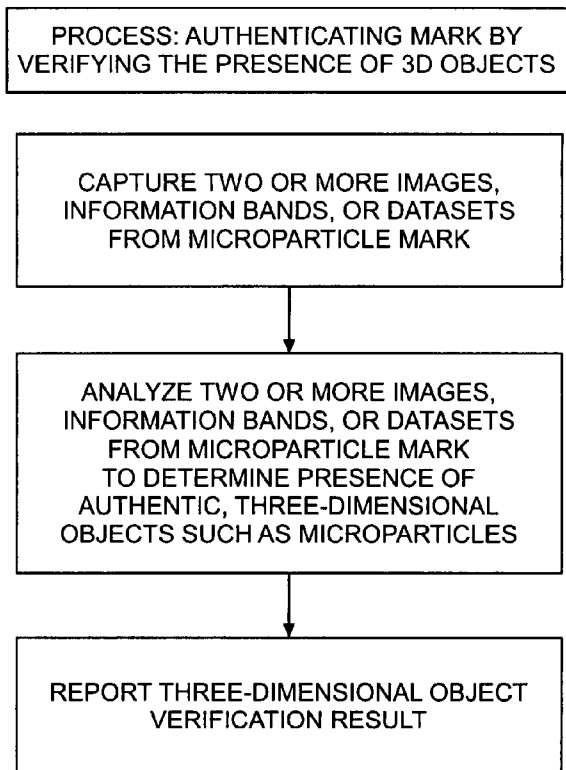 PROCESS: AUTHENTICATING MARK BY
VERIFYING THE PRESENCE OF 3D OBJECTS
CAPTURE TWO OR MORE IMAGES,
INFORMATION BANDS, OR DATASETS
FROM MICROPARTICLE MARK
ANALYZE TWO OR MORE IMAGES,
INFORMATION BANDS, OR DATASETS
FROM MICROPARTICLE MARK
TO DETERMINE PRESENCE OF
AUTHENTIC, THREE-DIMENSIONAL
OBJECTS SUCH AS MICROPARTICLES
REPORT THREE-DIMENSIONAL OBJECT
VERIFICATION RESULT